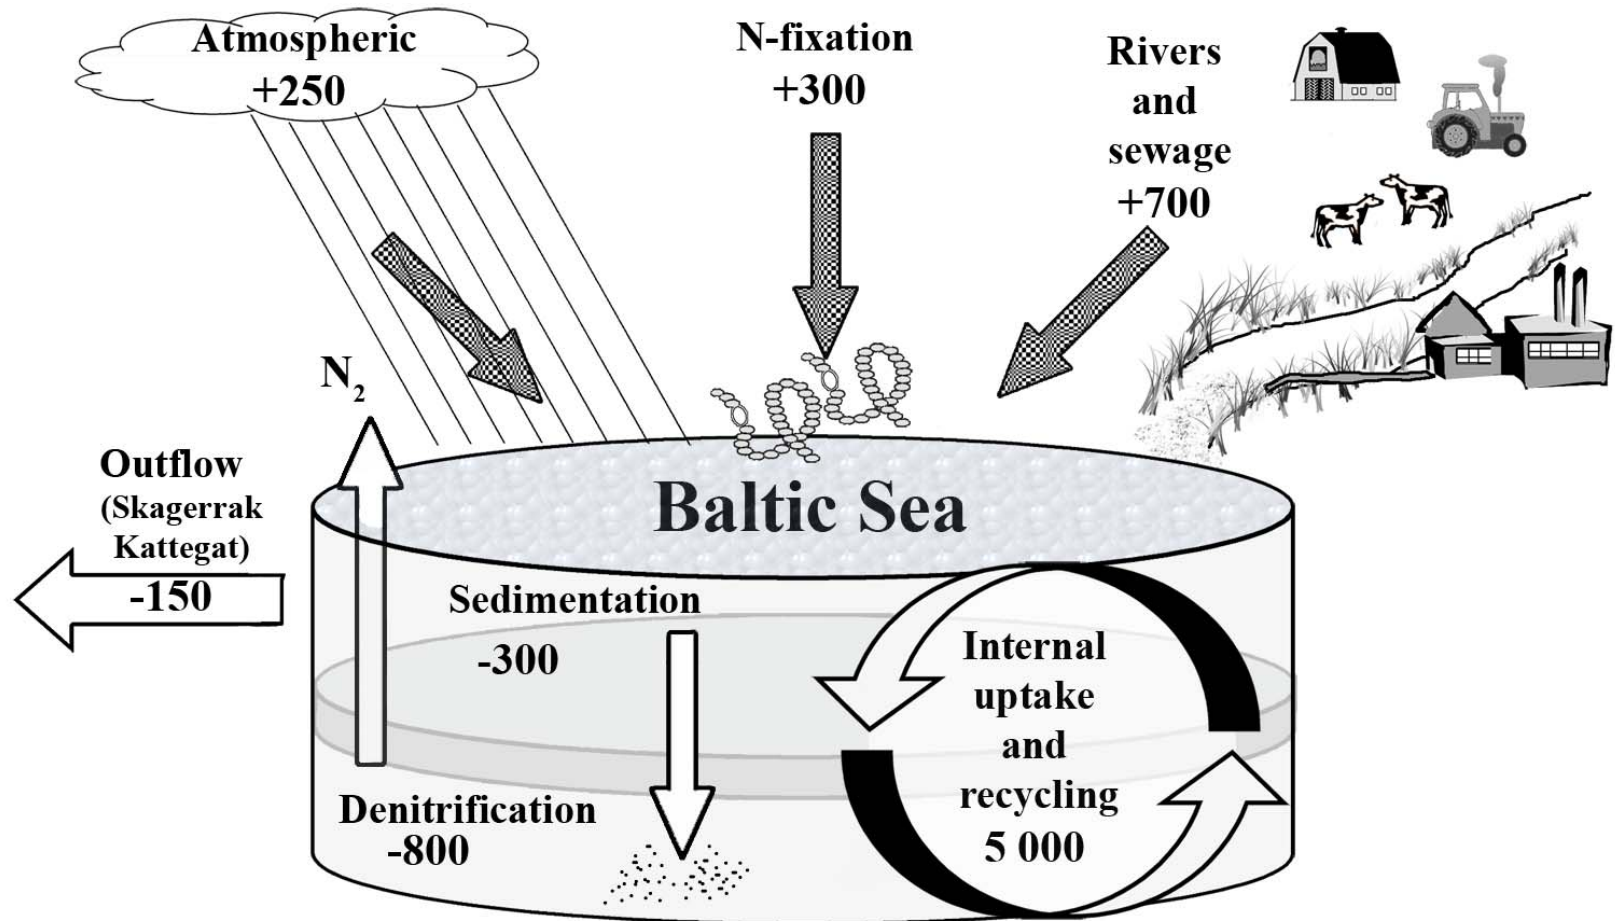 Atmospheric
+250
N-fixation
+300
Rivers
and
sewage
+700
N₂
Outflow
(Skagerrak
Kattegat)
-150
Baltic Sea
Sedimentation
-300
Denitrification
-800
Internal
uptake
and
recycling
5 000